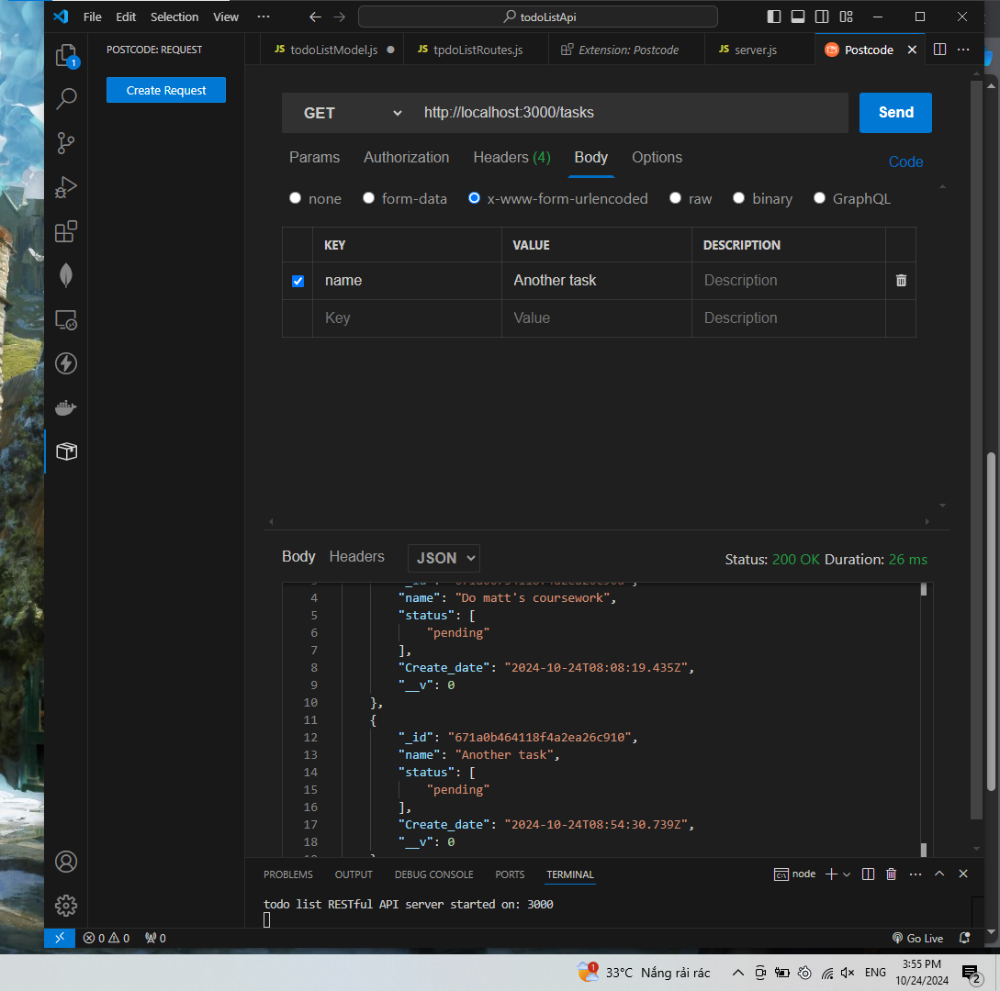 File Edit Selection View ··· todoListApi
POSTCODE: REQUEST
1
Create Request
JS todoListModel.js JS tpdoListRoutes.js Extension: Postcode JS server.js Postcode
GET http://localhost:3000/tasks Send
Params Authorization Headers (4) Body Options Code
none form-data x-www-form-urlencoded raw binary GraphQL
KEY VALUE DESCRIPTION
name Another task Description
Key Value Description
Body Headers JSON Status: 200 OK Duration: 26 ms
4 "name": "Do matt's coursework",
5 "status": [
6 "pending"
7 ],
8 "Create_date": "2024-10-24T08:08:19.435Z",
9 "__v": 0
10 },
11 {
12 "_id": "671a0b464118f4a2ea26c910",
13 "name": "Another task",
14 "status": [
15 "pending"
16 ],
17 "Create_date": "2024-10-24T08:54:30.739Z",
18 "__v": 0
PROBLEMS OUTPUT DEBUG CONSOLE PORTS TERMINAL node
todo list RESTful API server started on: 3000
0 0 0 Go Live
1 33°C Nắng rải rác ENG 3:55 PM
10/24/2024 2